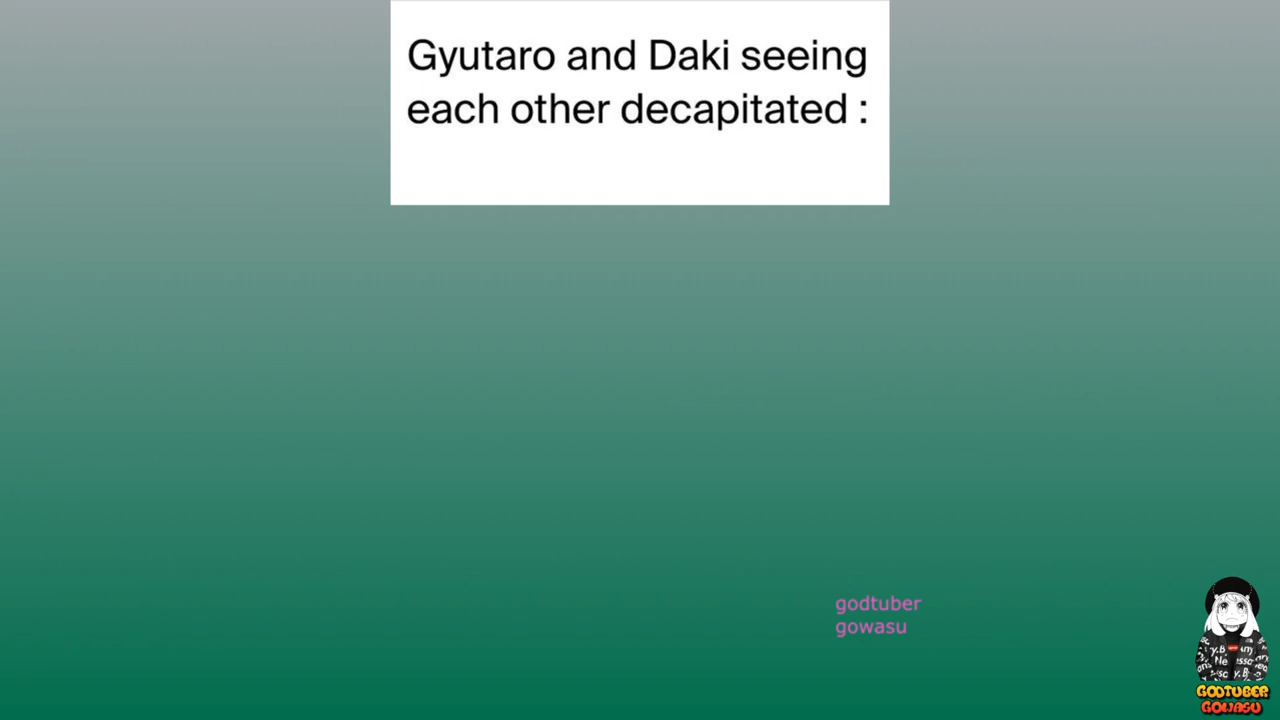 Gyutaro and Daki seeing
each other decapitated :
godtuber
gowasu
GODTUBER
GOWASU